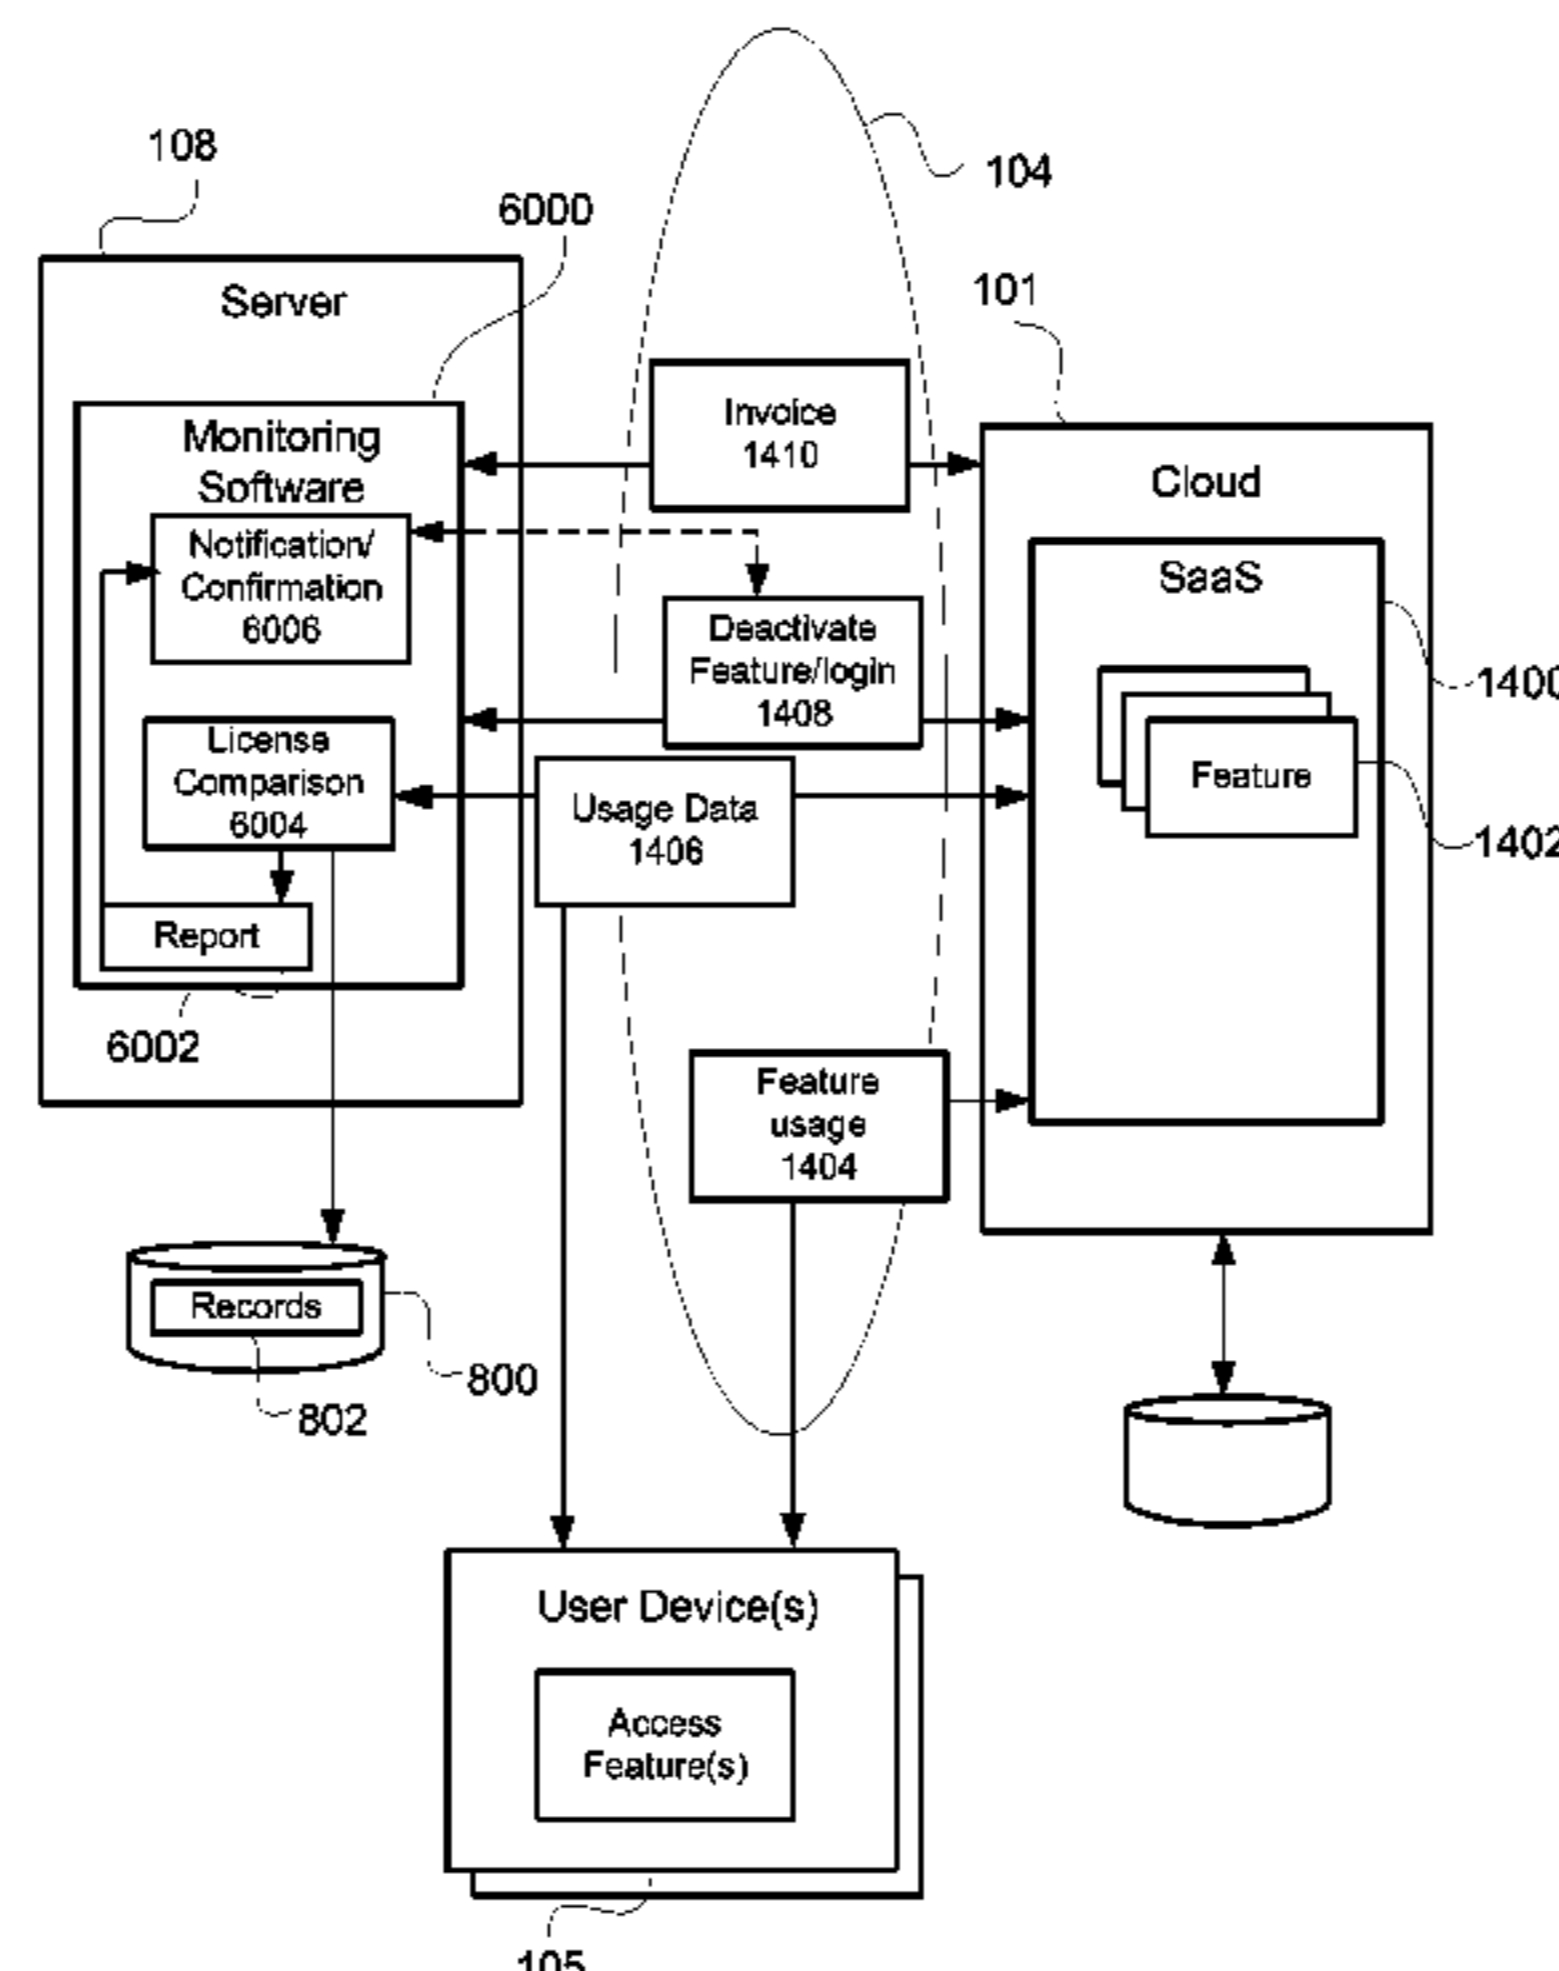 108
104
6000
Server
101
Invoice
1410
Monitoring
Software
Cloud
Notification/
Confirmation
6006
SaaS
Deactivate
Feature/login
1408
1400
License
Comparison
6004
Feature
Usage Data
1406
1402
Report
6002
Feature
usage
1404
Records
800
802
User Device(s)
Access
Feature(s)
105